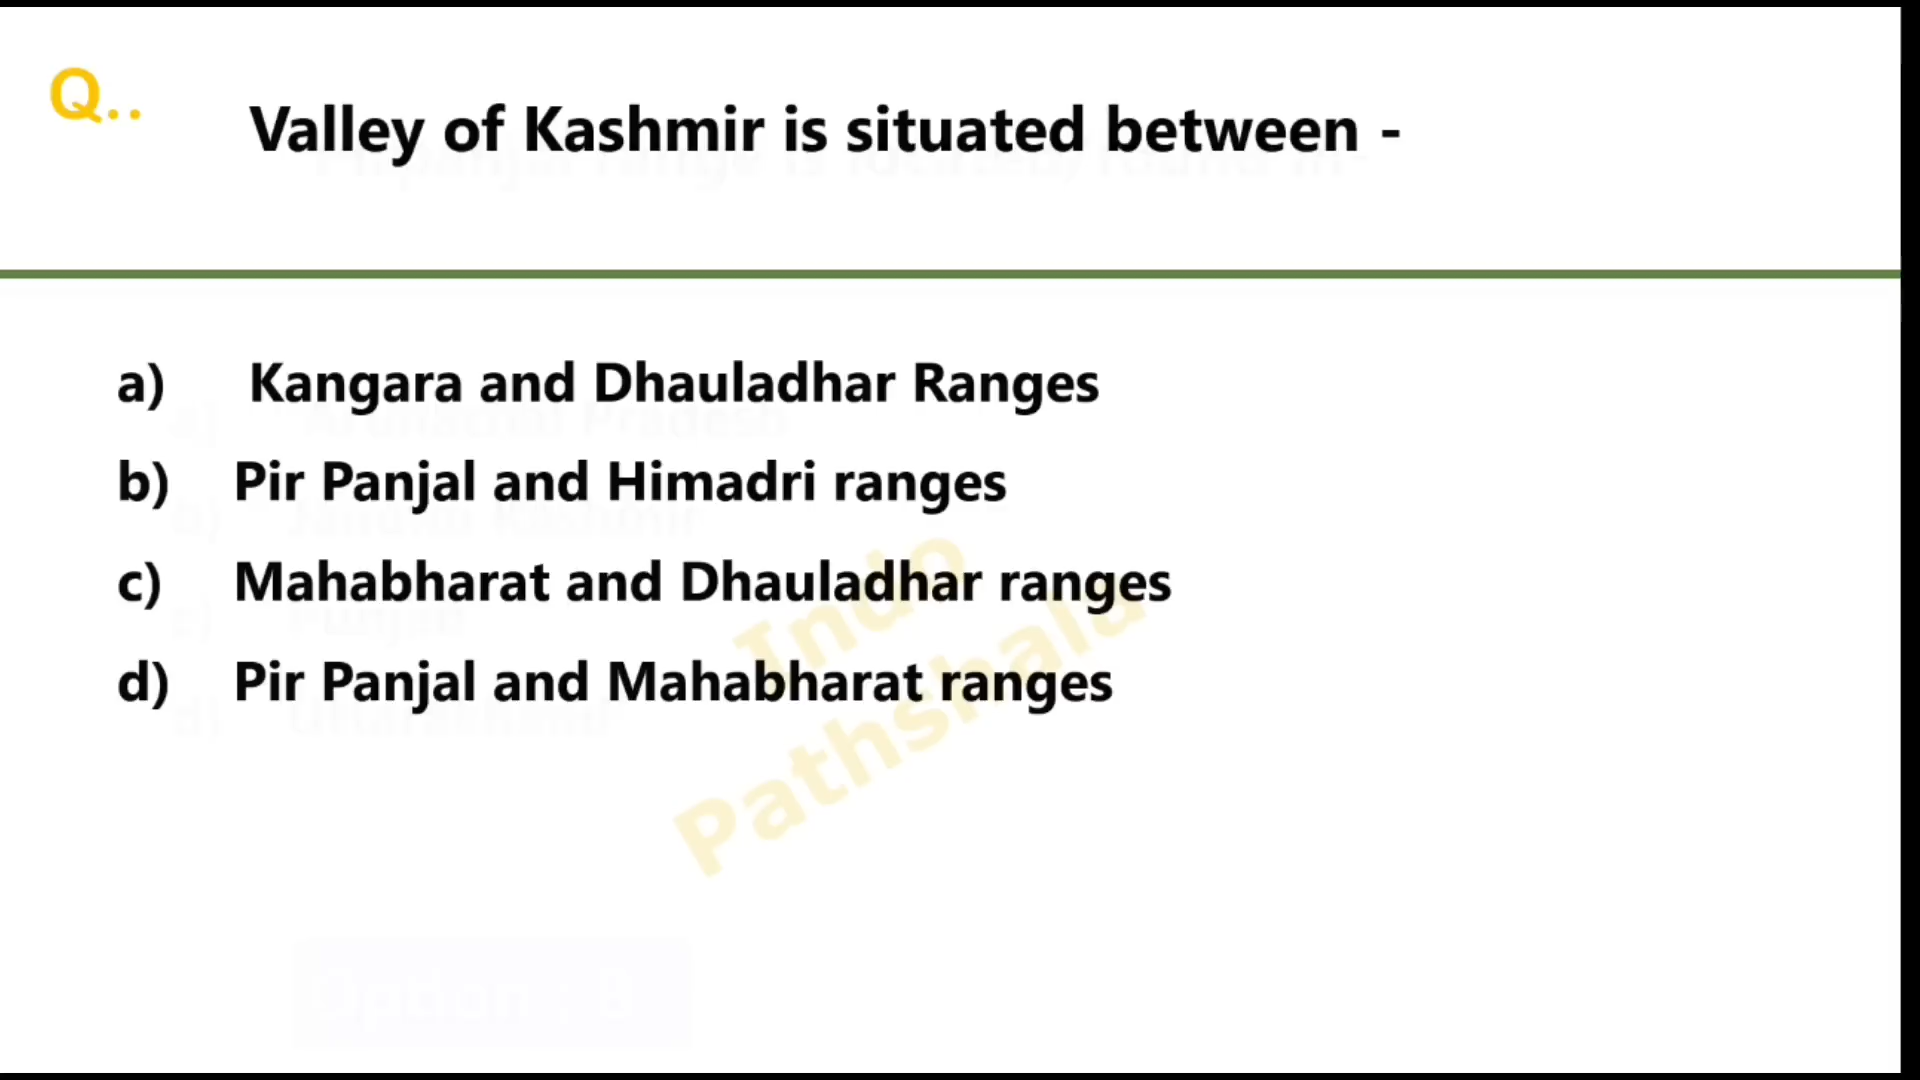 Q..
Valley of Kashmir is situated between -
a) Kangara and Dhauladhar Ranges
b) Pir Panjal and Himadri ranges
c) Mahabharat and Dhauladhar ranges
d) Pir Panjal and Mahabharat ranges
Indo
Pathshala